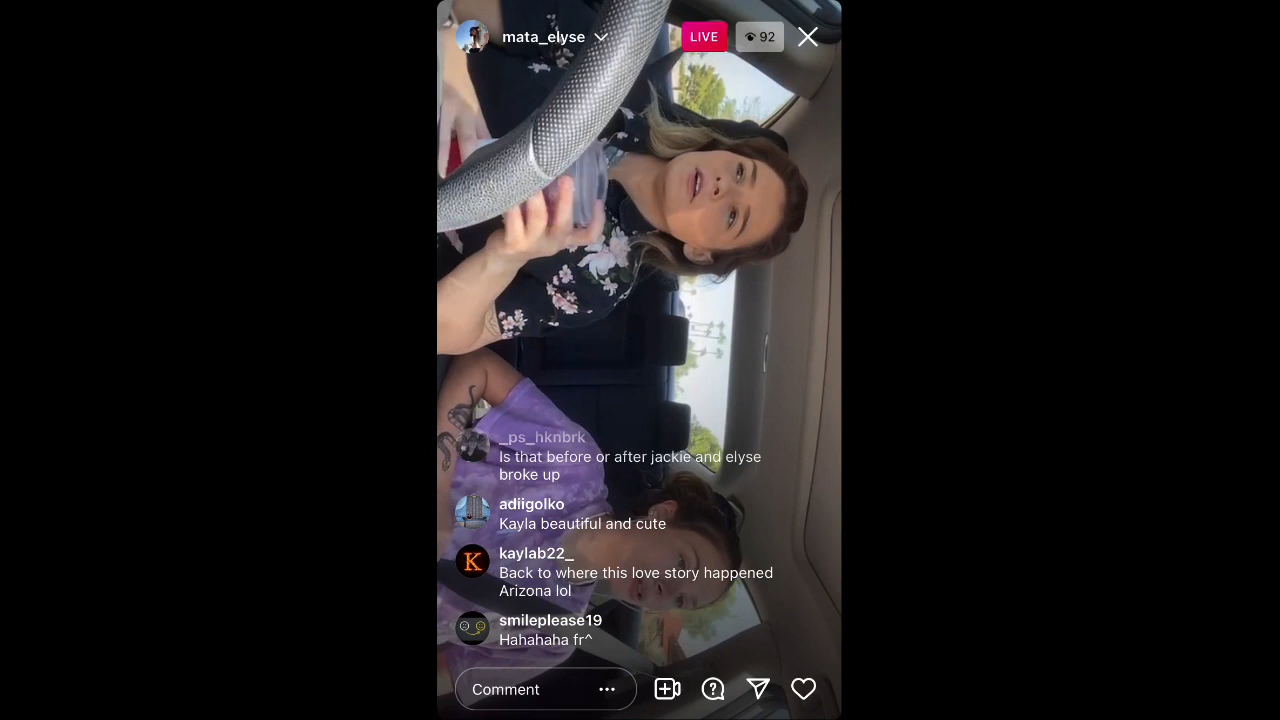 mata_elyse
LIVE
92
_ps_hknbrk
Is that before or after jackie and elyse
broke up
adiigolko
Kayla beautiful and cute
K
kaylab22_
Back to where this love story happened
Arizona lol
smileplease19
Hahahaha fr^
Comment